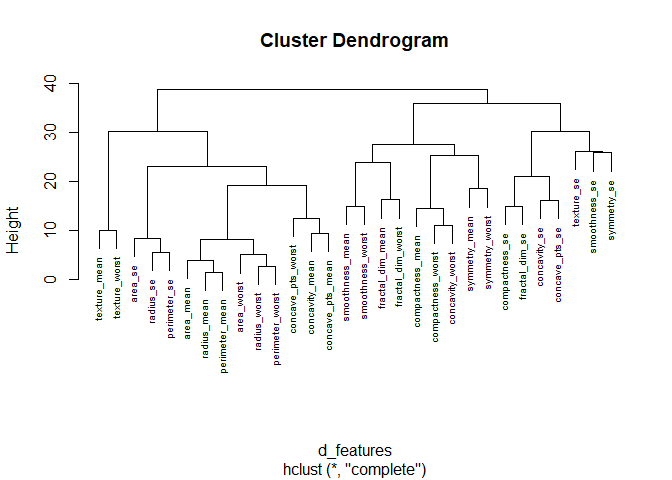 Cluster Dendrogram
Height
0
10
20
30
40
texture_mean
texture_worst
area_se
radius_se
perimeter_se
area_mean
radius_mean
perimeter_mean
area_worst
radius_worst
perimeter_worst
concave_pts_worst
concavity_mean
concave_pts_mean
smoothness_mean
smoothness_worst
fractal_dim_mean
fractal_dim_worst
compactness_mean
compactness_worst
concavity_worst
symmetry_mean
symmetry_worst
compactness_se
fractal_dim_se
concavity_se
concave_pts_se
texture_se
smoothness_se
symmetry_se
d_features
hclust (*, "complete")